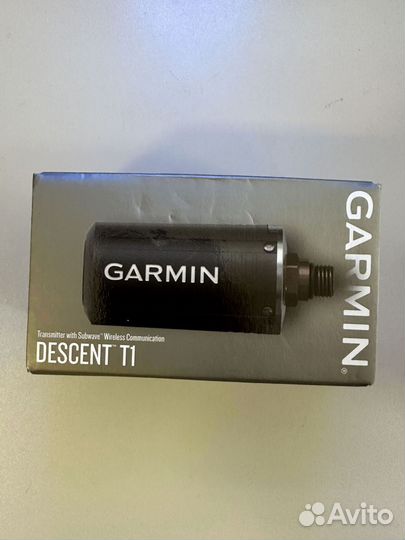 GARMIN
GARMIN®
Transmitter with Subwave™ Wireless Communication
DESCENT™ T1
Avito